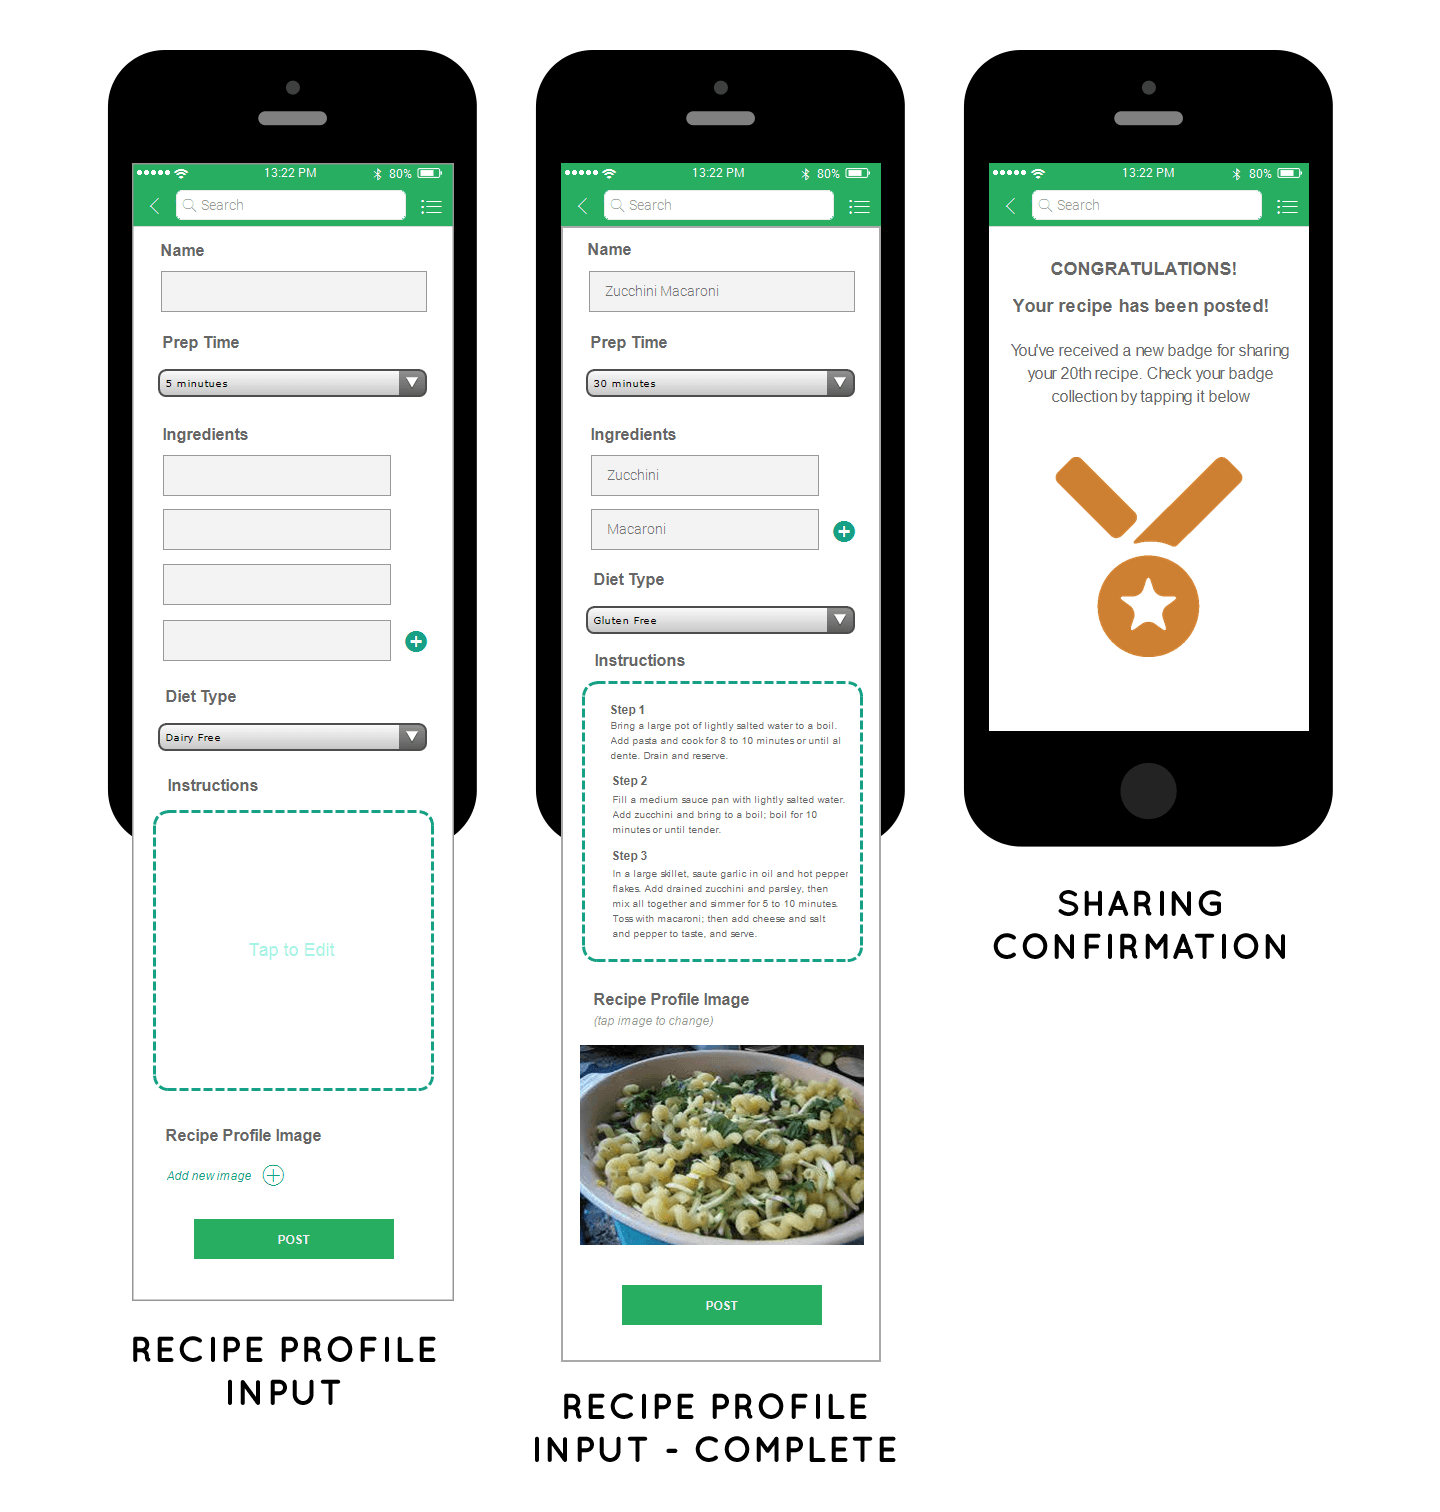 13:22 PM
80%
Search
Name
Prep Time
5 minutues
Ingredients
Diet Type
Dairy Free
Instructions
Tap to Edit
Recipe Profile Image
Add new image
POST
RECIPE PROFILE
INPUT
13:22 PM
80%
Search
Name
Zucchini Macaroni
Prep Time
30 minutes
Ingredients
Zucchini
Macaroni
Diet Type
Gluten Free
Instructions
Step 1
Bring a large pot of lightly salted water to a boil.
Add pasta and cook for 8 to 10 minutes or until al
dente. Drain and reserve.
Step 2
Fill a medium sauce pan with lightly salted water.
Add zucchini and bring to a boil; boil for 10
minutes or until tender.
Step 3
In a large skillet, saute garlic in oil and hot pepper
flakes. Add drained zucchini and parsley, then
mix all together and simmer for 5 to 10 minutes.
Toss with macaroni; then add cheese and salt
and pepper to taste, and serve.
Recipe Profile Image
(tap image to change)
POST
RECIPE PROFILE
INPUT - COMPLETE
13:22 PM
80%
Search
CONGRATULATIONS!
Your recipe has been posted!
You've received a new badge for sharing
your 20th recipe. Check your badge
collection by tapping it below
SHARING
CONFIRMATION